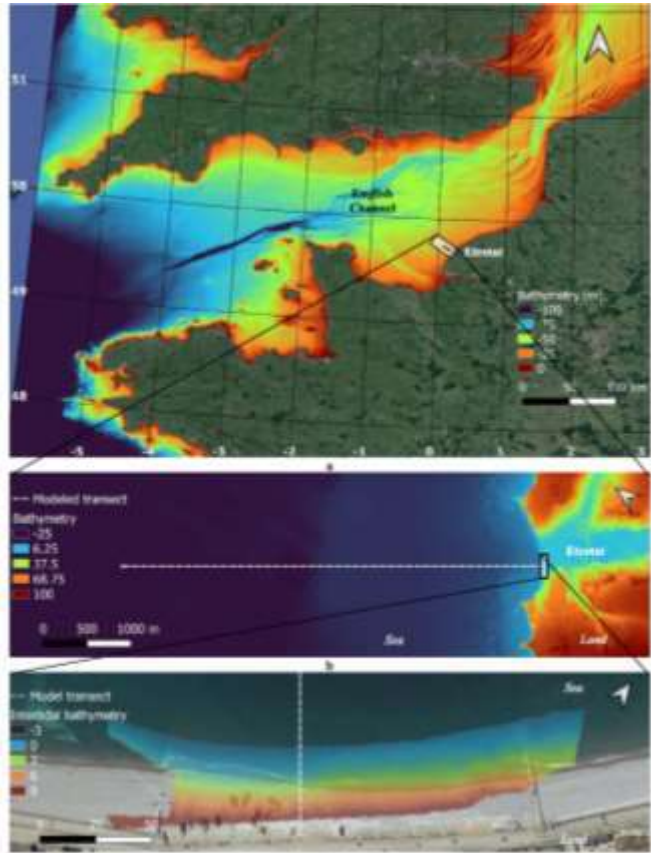 51
50
English
Channel
Etretat
49
Bathymetry (m)
-100
-75
-50
0
48
-5 -4 -3 -2 -1 0 1 2 3
a
Modeled transect
Bathymetry
-25
6.25
37.5
68.75
100
Etretat
0 500 1000 m
Sea
Land
b
Model transect
Sea
Intertidal bathymetry
-3
0
Land